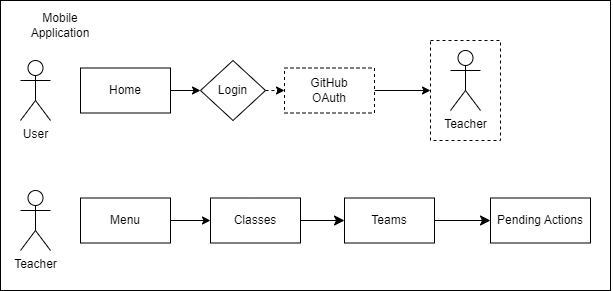 Mobile
Application
Home
Login
GitHub
OAuth
Teacher
User
Menu
Classes
Teams
Pending Actions
Teacher